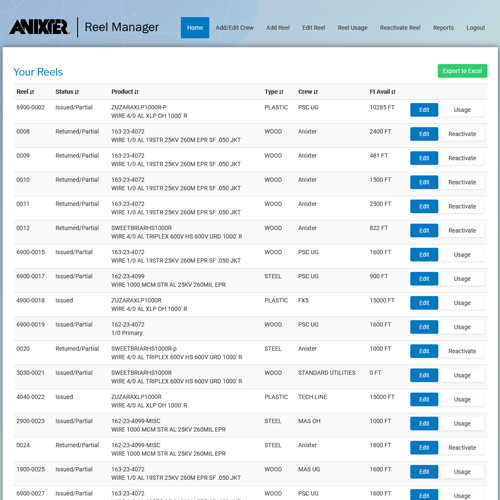 ANIXTER Reel Manager Home Add/Edit Crew Add Reel Edit Reel Reel Usage Reactivate Reel Reports Logout
Your Reels Export to Excel
Reel Status Product Type Crew Ft Avail
6900-0002 Issued/Partial ZUZARAXLP1000R-P PLASTIC PSC UG 10285 FT Edit Usage
WIRE 4/0 AL XLP OH 1000' R
0008 Returned/Partial 163-23-4072 WOOD Anixter 2400 FT Edit Reactivate
WIRE 1/0 AL 19STR 25KV 260M EPR SF .050 JKT
0009 Returned/Partial 163-23-4072 WOOD Anixter 481 FT Edit Reactivate
WIRE 1/0 AL 19STR 25KV 260M EPR SF .050 JKT
0010 Returned/Partial 163-23-4072 WOOD Anixter 1500 FT Edit Reactivate
WIRE 1/0 AL 19STR 25KV 260M EPR SF .050 JKT
0011 Returned/Partial 163-23-4072 WOOD Anixter 2500 FT Edit Reactivate
WIRE 1/0 AL 19STR 25KV 260M EPR SF .050 JKT
0012 Returned/Partial SWEETBRIARHS1000R WOOD Anixter 822 FT Edit Reactivate
WIRE 4/0 AL TRIPLEX 600V HS 600V URD 1000' R
6900-0015 Issued/Partial 163-23-4072 WOOD PSC UG 1600 FT Edit Usage
WIRE 1/0 AL 19STR 25KV 260M EPR SF .050 JKT
6900-0017 Issued/Partial 162-23-4099 STEEL PSC UG 900 FT Edit Usage
WIRE 1000 MCM STR AL 25KV 260MIL EPR
4900-0018 Issued ZUZARAXLP1000R PLASTIC FX5 15000 FT Edit Usage
WIRE 4/0 AL XLP OH 1000' R
6900-0019 Issued/Partial 162-23-4072 WOOD PSC UG 1600 FT Edit Usage
1/0 Primary
0020 Returned/Partial SWEETBRIARHS1000R-p STEEL Anixter 1000 FT Edit Reactivate
WIRE 4/0 AL TRIPLEX 600V HS 600V URD 1000' R
3030-0021 Issued/Partial SWEETBRIARHS1000R WOOD STANDARD UTILITIES 0 FT Edit Usage
WIRE 4/0 AL TRIPLEX 600V HS 600V URD 1000' R
4040-0022 Issued ZUZARAXLP1000R PLASTIC TECH LINE 15000 FT Edit Usage
WIRE 4/0 AL XLP OH 1000' R
2900-0023 Issued/Partial 162-23-4099-MISC STEEL MAS OH 1000 FT Edit Usage
WIRE 1000 MCM STR AL 25KV 260MIL EPR
0024 Returned/Partial 162-23-4099-MISC STEEL Anixter 1800 FT Edit Reactivate
WIRE 1000 MCM STR AL 25KV 260MIL EPR
1900-0025 Issued/Partial 163-23-4072 WOOD MAS UG 1600 FT Edit Usage
WIRE 1/0 AL 19STR 25KV 260M EPR SF .050 JKT
6900-0026 Issued/Partial 163-23-4072 WOOD PSC UG 1600 FT Edit Usage